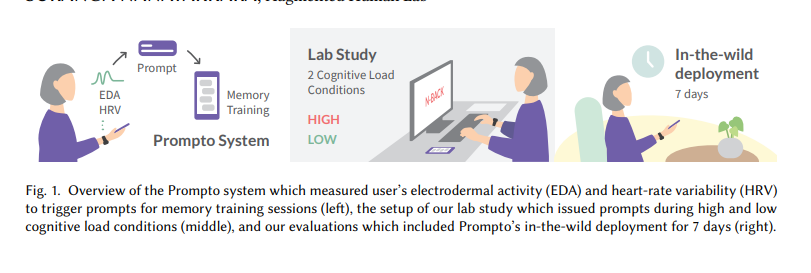 Augmented Human Lab
Prompt
EDA
HRV
Memory
Training
Prompto System
Lab Study
2 Cognitive Load
Conditions
HIGH
LOW
N-BACK
In-the-wild
deployment
7 days
Fig. 1. Overview of the Prompto system which measured user's electrodermal activity (EDA) and heart-rate variability (HRV)
to trigger prompts for memory training sessions (left), the setup of our lab study which issued prompts during high and low
cognitive load conditions (middle), and our evaluations which included Prompto's in-the-wild deployment for 7 days (right).